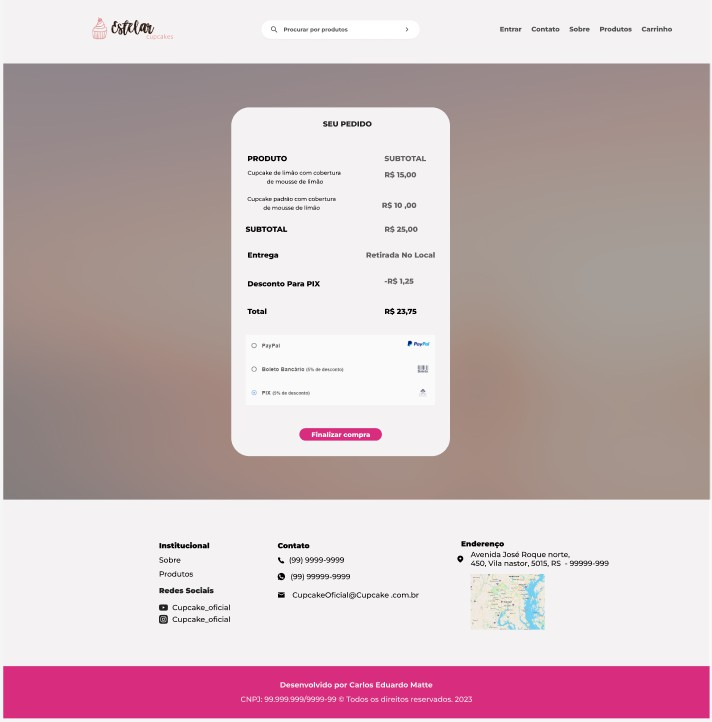 Estelar
cupcakes
Procurar por produtos
Entrar Contato Sobre Produtos Carrinho
SEU PEDIDO
PRODUTO SUBTOTAL
Cupcake de limão com cobertura
de mousse de limão
R$ 15,00
Cupcake padrão com cobertura
de mousse de limão
R$ 10 ,00
SUBTOTAL R$ 25,00
Entrega Retirada No Local
Desconto Para PIX -R$ 1,25
Total R$ 23,75
PayPal PayPal
Boleto Bancário (5% de desconto)
PIX (5% de desconto)
Finalizar compra
Institucional
Sobre
Produtos
Redes Sociais
Cupcake_oficial
Cupcake_oficial
Contato
(99) 9999-9999
(99) 99999-9999
CupcakeOficial@Cupcake .com.br
Enderenço
Avenida José Roque norte,
450, Vila nastor, 5015, RS - 99999-999
Desenvolvido por Carlos Eduardo Matte
CNPJ: 99.999.999/9999-99 © Todos os direitos reservados. 2023